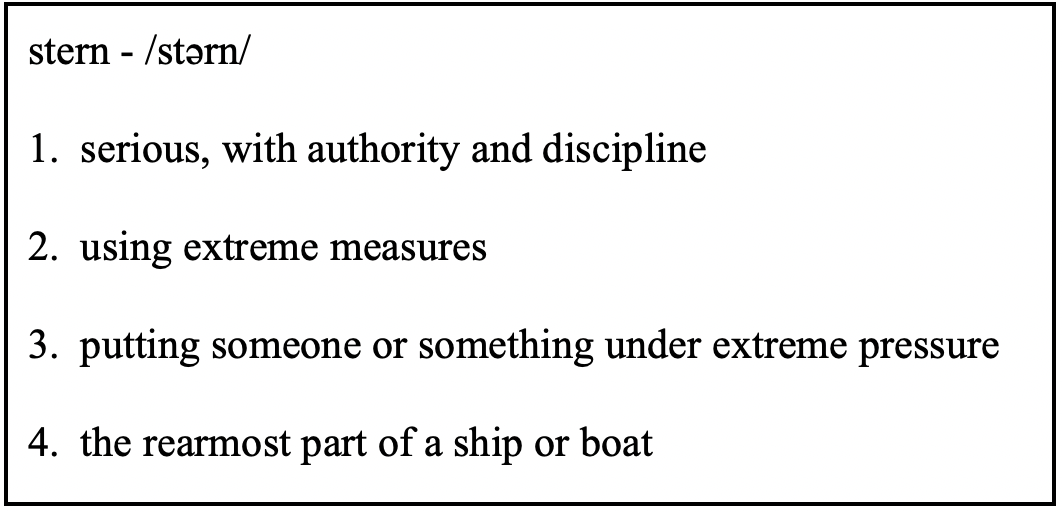 stern - /stərn/
1. serious, with authority and discipline
2. using extreme measures
3. putting someone or something under extreme pressure
4. the rearmost part of a ship or boat